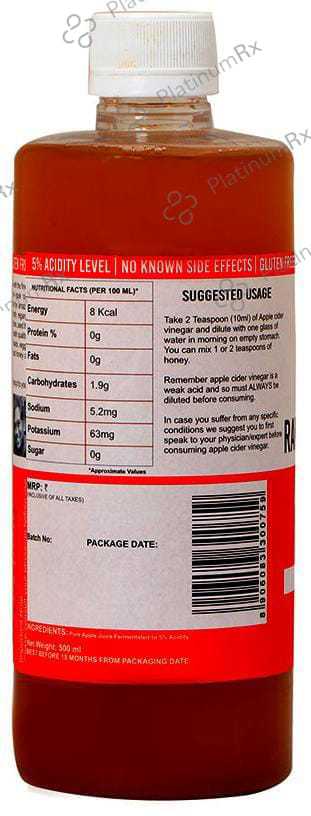 PlatinumRx
PlatinumRx
EN FRI 5% ACIDITY LEVEL | NO KNOWN SIDE EFFECTS | GLUTEN FREE
NUTRITIONAL FACTS (PER 100 ML)*
Energy 8 Kcal
Protein % 0g
Fats 0g
Carbohydrates 1.9g
Sodium 5.2mg
Potassium 63mg
Sugar 0g
*Approximate Values
SUGGESTED USAGE
Take 2 Teaspoon (10ml) of Apple cider
vinegar and dilute with one glass of
water in morning on empty stomach.
You can mix 1 or 2 teaspoons of
honey.
Remember apple cider vinegar is a
weak acid and so must ALWAYS be
diluted before consuming.
In case you suffer from any specific
conditions we suggest you to first
speak to your physician/expert before
consuming apple cider vinegar.
RA
MRP: ₹
(INCLUSIVE OF ALL TAXES)
Batch No:
PACKAGE DATE:
8906083300759
INGREDIENTS: Pure Apple Juice Fermentated to 5% Acidity
Net Weight: 500 ml
BEST BEFORE 18 MONTHS FROM PACKAGING DATE